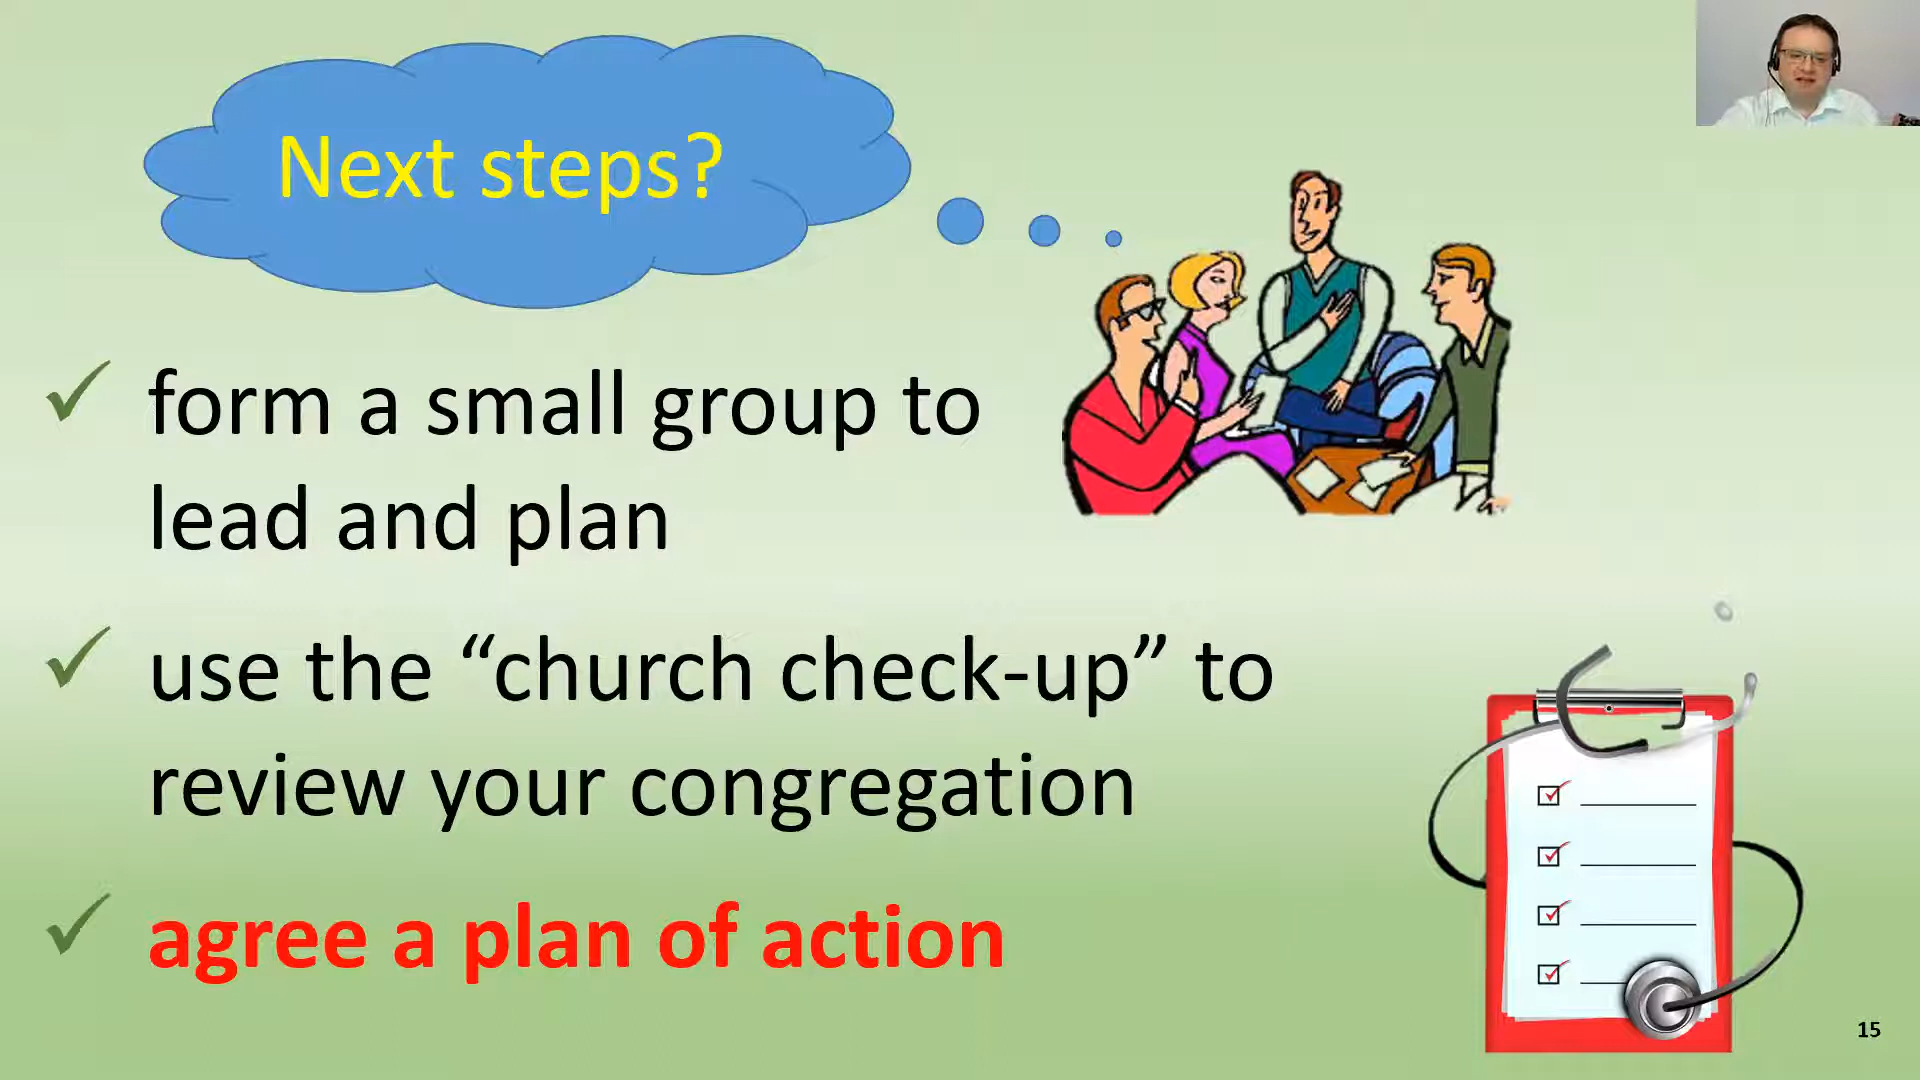 Next steps?
✓ form a small group to
lead and plan
✓ use the “church check-up” to
review your congregation
✓ agree a plan of action
15